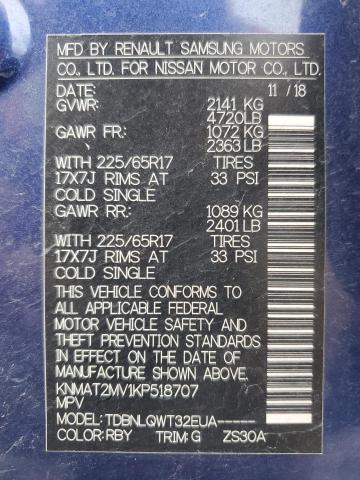 MFD BY RENAULT SAMSUNG MOTORS
CO., LTD. FOR NISSAN MOTOR CO., LTD.
DATE: 11 / 18
GVWR: 2141 KG
4720LB
GAWR FR: 1072 KG
2363 LB
WITH 225/65R17 TIRES
17X7J RIMS AT 33 PSI
COLD SINGLE
GAWR RR: 1089 KG
2401 LB
WITH 225/65R17 TIRES
17X7J RIMS AT 33 PSI
COLD SINGLE
THIS VEHICLE CONFORMS TO
ALL APPLICABLE FEDERAL
MOTOR VEHICLE SAFETY AND
THEFT PREVENTION STANDARDS
IN EFFECT ON THE DATE OF
MANUFACTURE SHOWN ABOVE.
KNMAT2MV1KP518707
MPV
MODEL: TDBNLQWT32EUA-----
COLOR: RBY TRIM: G ZS30A